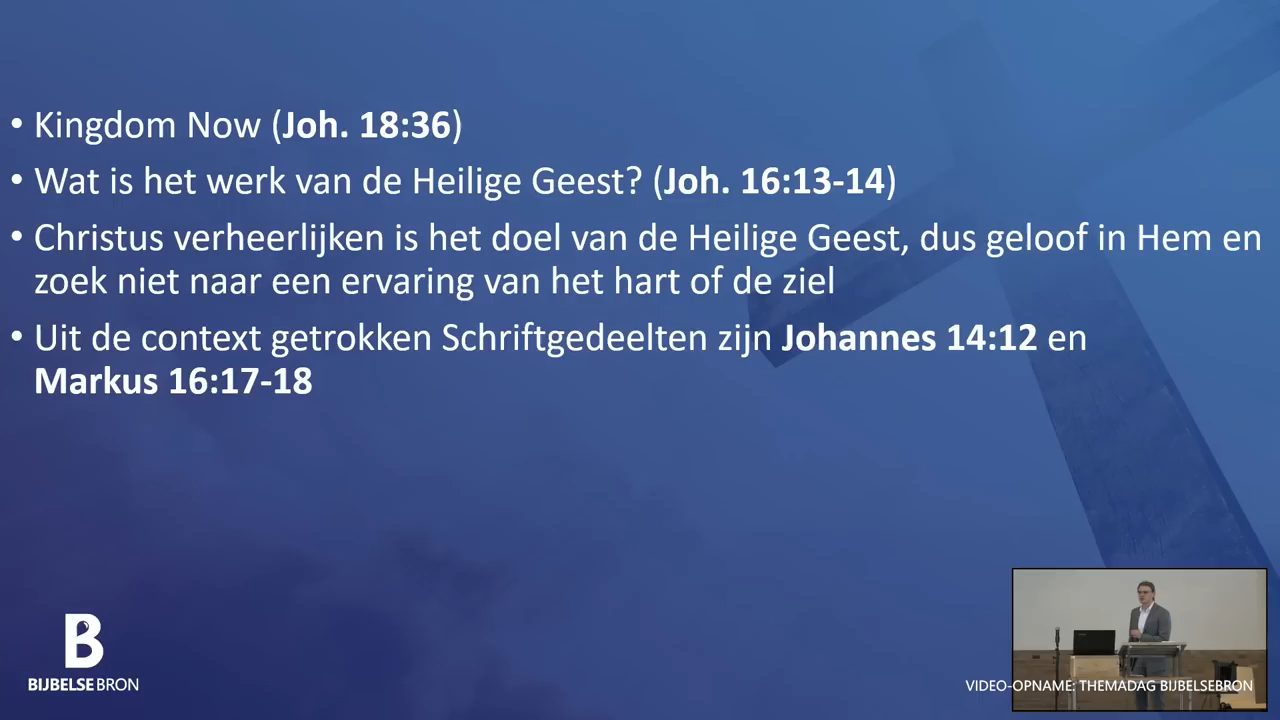 • Kingdom Now (Joh. 18:36)
• Wat is het werk van de Heilige Geest? (Joh. 16:13-14)
• Christus verheerlijken is het doel van de Heilige Geest, dus geloof in Hem en
zoek niet naar een ervaring van het hart of de ziel
• Uit de context getrokken Schriftgedeelten zijn Johannes 14:12 en
Markus 16:17-18
B
BIJBELSEBRON
VIDEO-OPNAME: THEMADAG BIJBELSEBRON